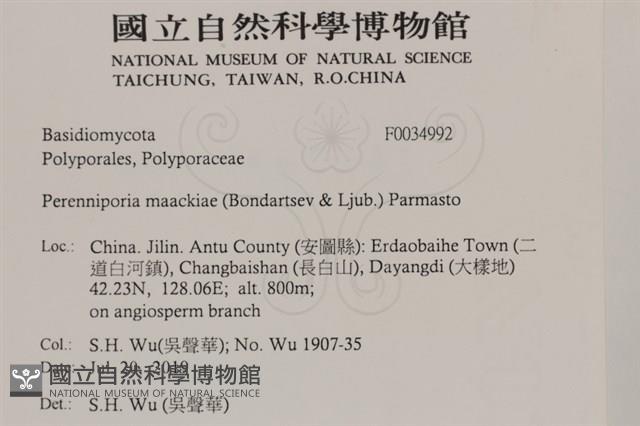 國立自然科學博物館
NATIONAL MUSEUM OF NATURAL SCIENCE
TAICHUNG, TAIWAN, R.O.CHINA
Basidiomycota F0034992
Polyporales, Polyporaceae
Perenniporia maackiae (Bondartsev & Ljub.) Parmasto
Loc.: China. Jilin. Antu County (安圖縣): Erdaobaihe Town (二
道白河鎮), Changbaishan (長白山), Dayangdi (大樣地)
42.23N, 128.06E; alt. 800m;
on angiosperm branch
Col.: S.H. Wu(吳聲華); No. Wu 1907-35
Date: Jul 20, 2019
國立自然科學博物館
NATIONAL MUSEUM OF NATURAL SCIENCE
Det.: S.H. Wu (吳聲華)